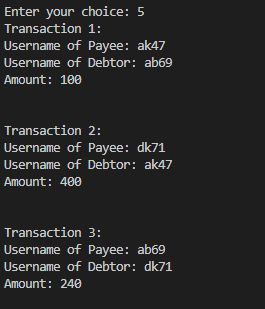 Enter your choice: 5
Transaction 1:
Username of Payee: ak47
Username of Debtor: ab69
Amount: 100
Transaction 2:
Username of Payee: dk71
Username of Debtor: ak47
Amount: 400
Transaction 3:
Username of Payee: ab69
Username of Debtor: dk71
Amount: 240